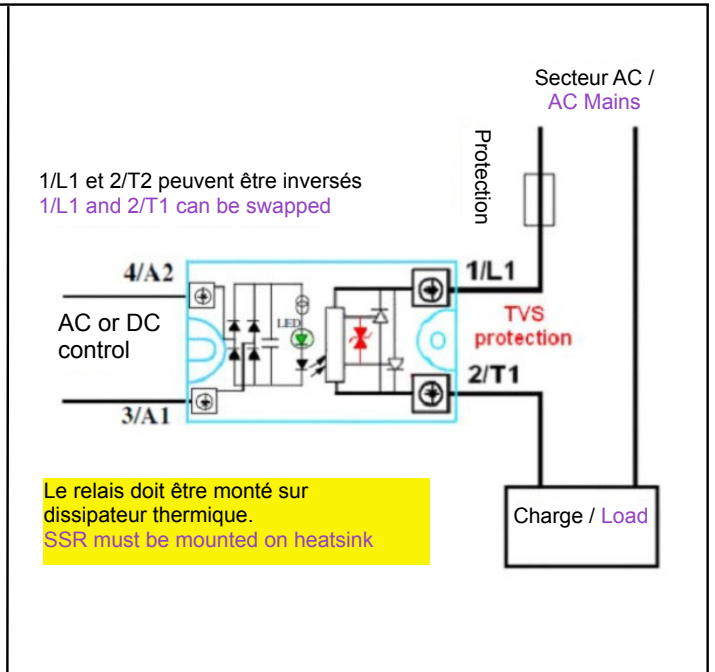 Secteur AC /
AC Mains
Protection
1/L1 et 2/T2 peuvent être inversés
1/L1 and 2/T1 can be swapped
4/A2
1/L1
AC or DC
control
LED
TVS
protection
2/T1
3/A1
Le relais doit être monté sur
dissipateur thermique.
SSR must be mounted on heatsink
Charge / Load